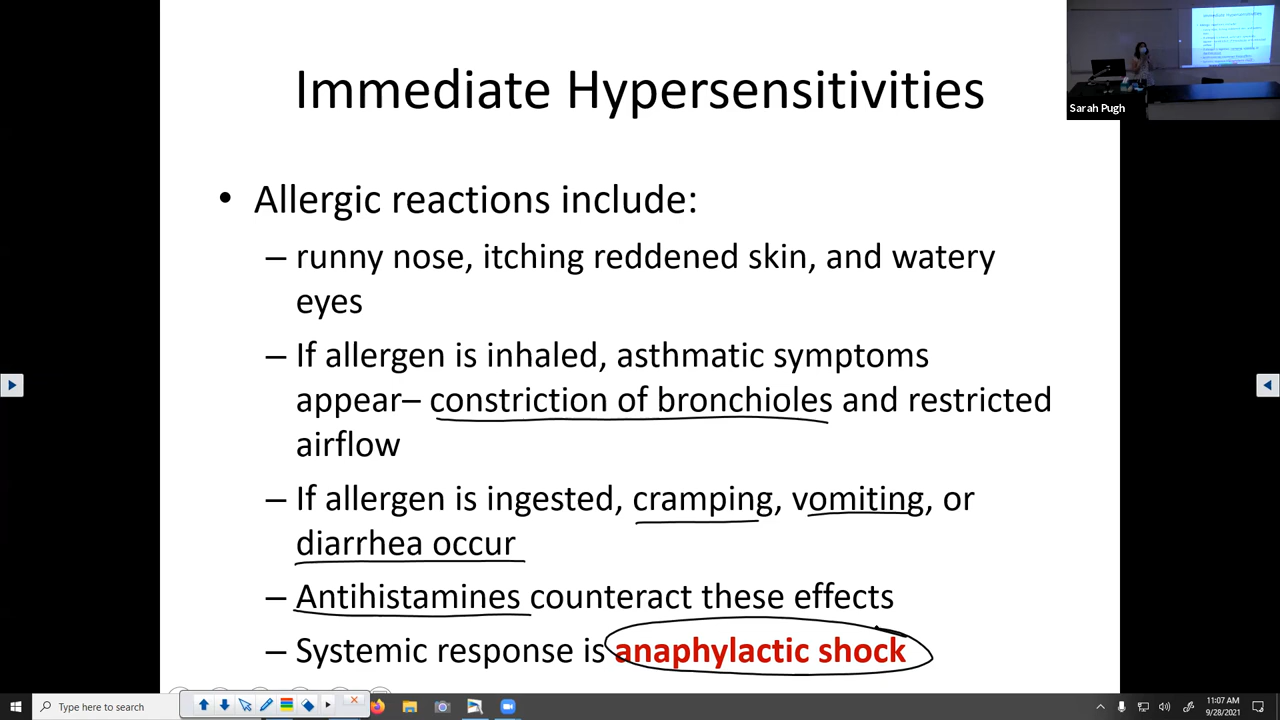 Immediate Hypersensitivities
Sarah Pugh
• Allergic reactions include:
– runny nose, itching reddened skin, and watery
eyes
– If allergen is inhaled, asthmatic symptoms
appear– constriction of bronchioles and restricted
airflow
– If allergen is ingested, cramping, vomiting, or
diarrhea occur
– Antihistamines counteract these effects
– Systemic response is anaphylactic shock
Type here to search
11:07 AM
9/28/2021